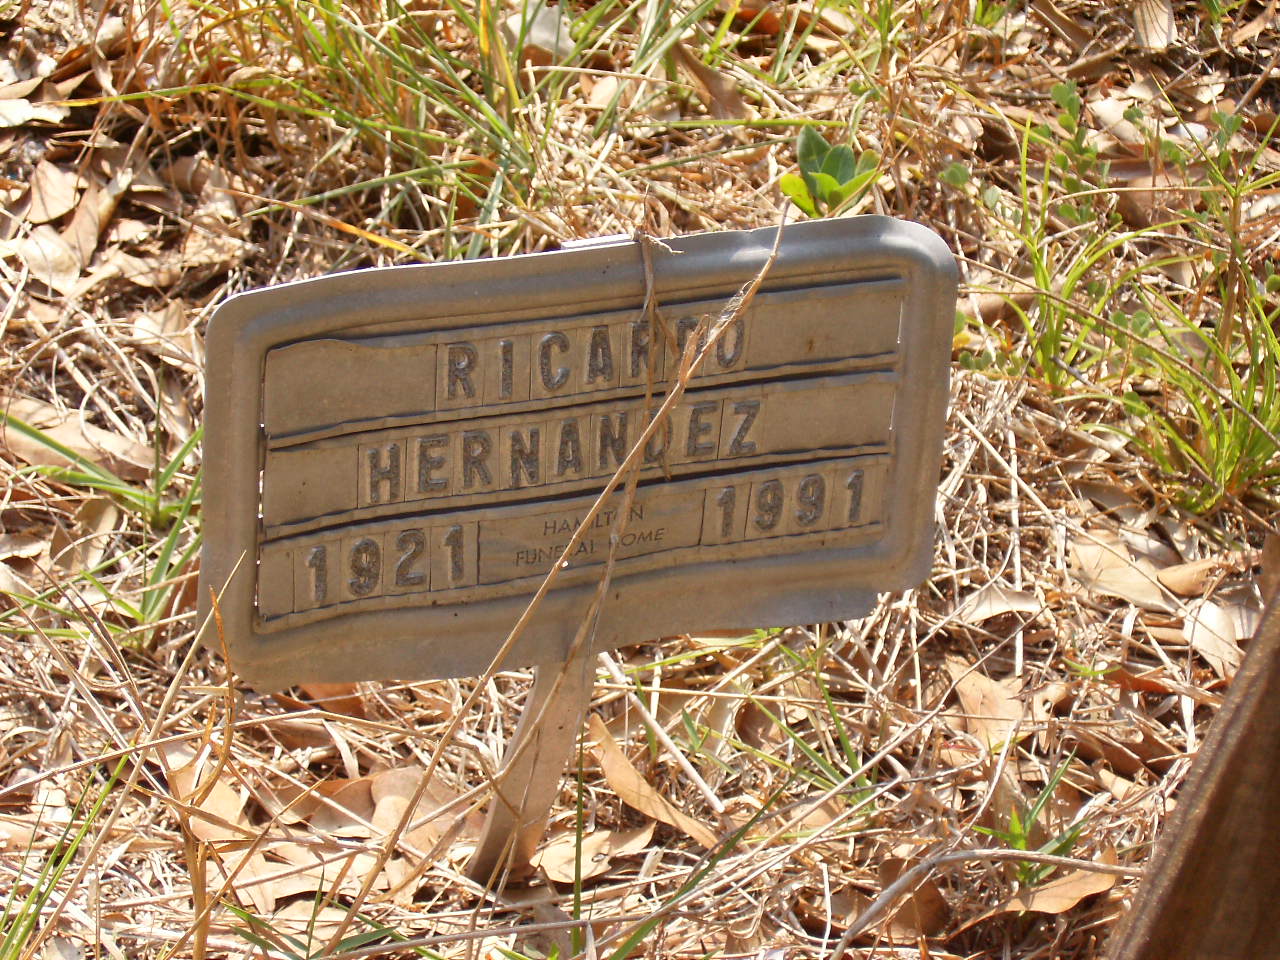 RICARDO
HERNANDEZ
1921 HAMILTON 1991
FUNERAL HOME